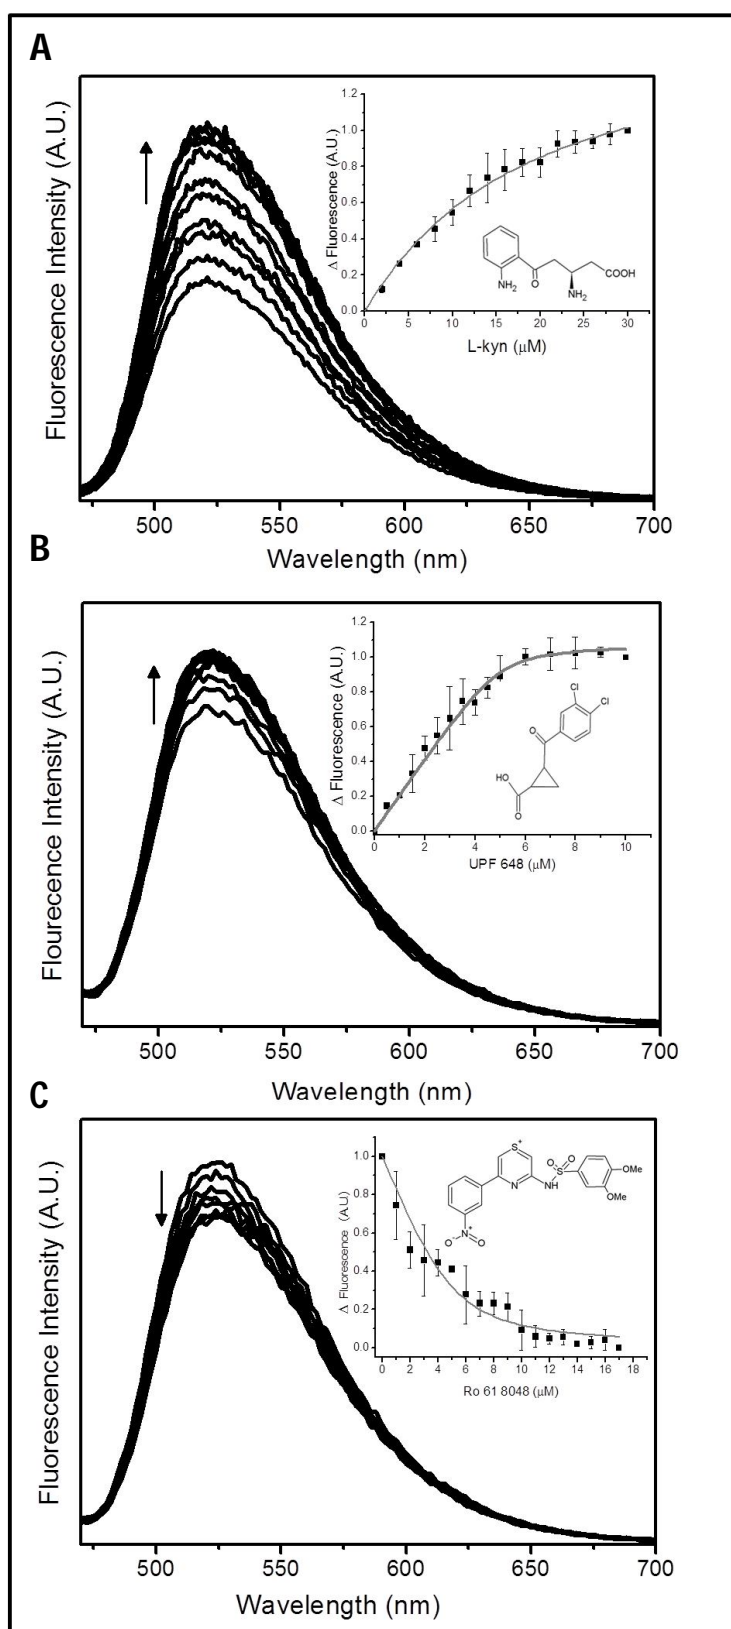 A
Fluorescence Intensity (A.U.)
Δ Fluorescence (A.U.)
1.2
1.0
0.8
0.6
0.4
0.2
0.0
NH2
O
NH2
COOH
0 5 10 15 20 25 30
L-kyn (μM)
500 550 600 650 700
Wavelength (nm)
B
Flourecence Intensity (A.U.)
Δ Fluorescence (A.U.)
1.2
1.0
0.8
0.6
0.4
0.2
0.0
Cl
Cl
O
HO
O
0 2 4 6 8 10
UPF 648 (μM)
500 550 600 650 700
Wavelength (nm)
C
Fluorescence Intensity (A.U.)
Δ Fluorescence (A.U)
1.0
0.8
0.6
0.4
0.2
0.0
S+
O O
S
N
NH
OMe
OMe
N+
O-
O
0 2 4 6 8 10 12 14 16 18
Ro 61 8048 (μM)
500 550 600 650 700
Wavelength (nm)